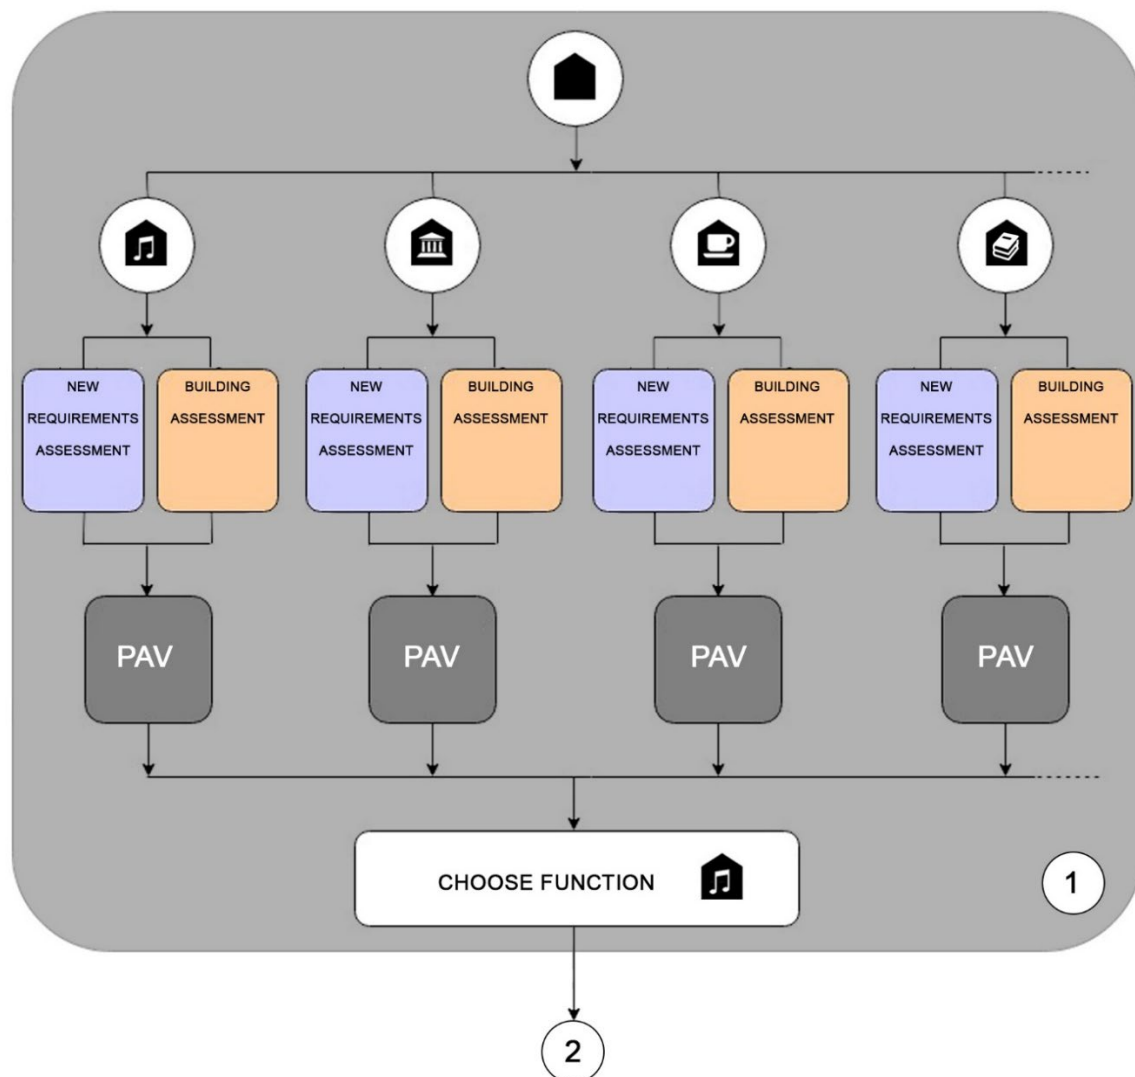 NEW
REQUIREMENTS
ASSESSMENT
BUILDING
ASSESSMENT
NEW
REQUIREMENTS
ASSESSMENT
BUILDING
ASSESSMENT
NEW
REQUIREMENTS
ASSESSMENT
BUILDING
ASSESSMENT
NEW
REQUIREMENTS
ASSESSMENT
BUILDING
ASSESSMENT
PAV
PAV
PAV
PAV
CHOOSE FUNCTION
1
2